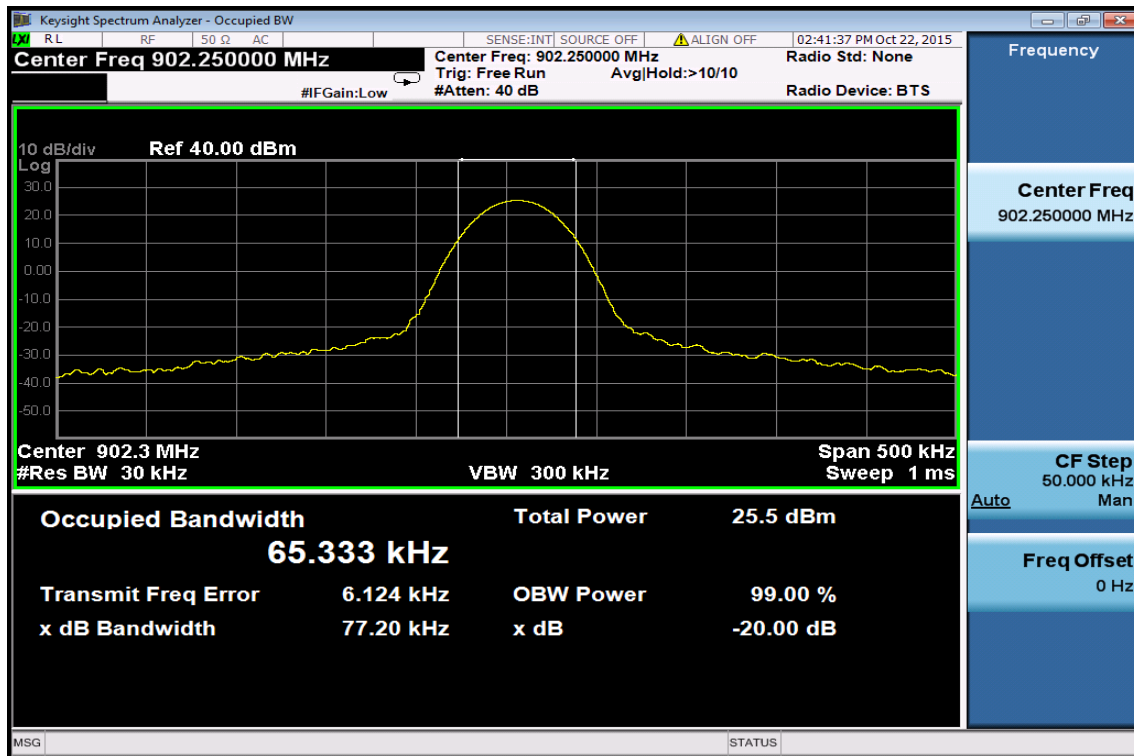 Keysight Spectrum Analyzer - Occupied BW
LXI RL RF 50 Ω AC SENSE:INT SOURCE OFF ALIGN OFF 02:41:37 PM Oct 22, 2015
Center Freq 902.250000 MHz
Center Freq: 902.250000 MHz
Radio Std: None
Trig: Free Run Avg|Hold:>10/10
#IFGain:Low
#Atten: 40 dB
Radio Device: BTS
10 dB/div Ref 40.00 dBm
Log
30.0
20.0
10.0
0.00
-10.0
-20.0
-30.0
-40.0
-50.0
Center 902.3 MHz Span 500 kHz
#Res BW 30 kHz VBW 300 kHz Sweep 1 ms
Occupied Bandwidth Total Power 25.5 dBm
65.333 kHz
Transmit Freq Error 6.124 kHz OBW Power 99.00 %
x dB Bandwidth 77.20 kHz x dB -20.00 dB
MSG STATUS
Frequency
Center Freq
902.250000 MHz
CF Step
50.000 kHz
Auto Man
Freq Offset
0 Hz